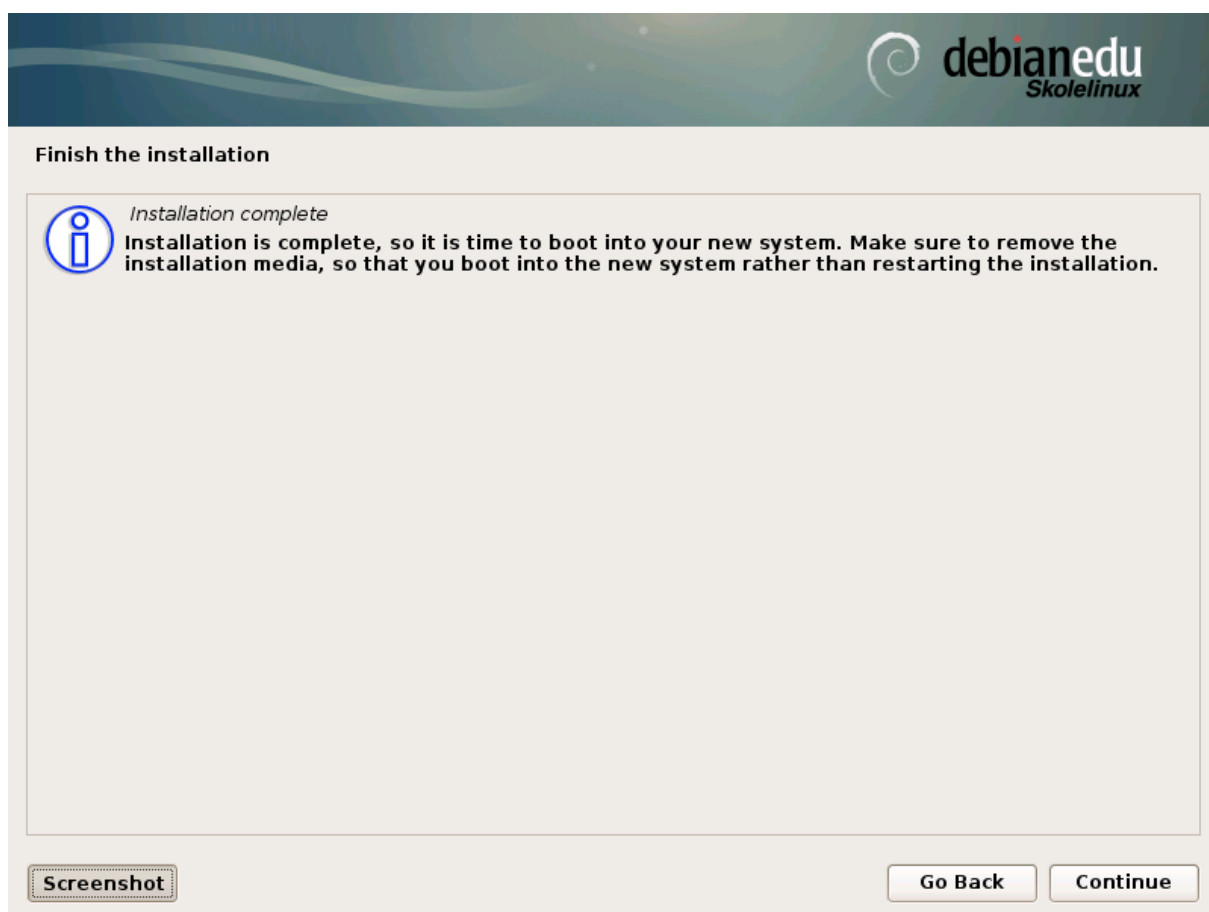 debianedu
Skolelinux
Finish the installation
Installation complete
Installation is complete, so it is time to boot into your new system. Make sure to remove the
installation media, so that you boot into the new system rather than restarting the installation.
Screenshot
Go Back
Continue